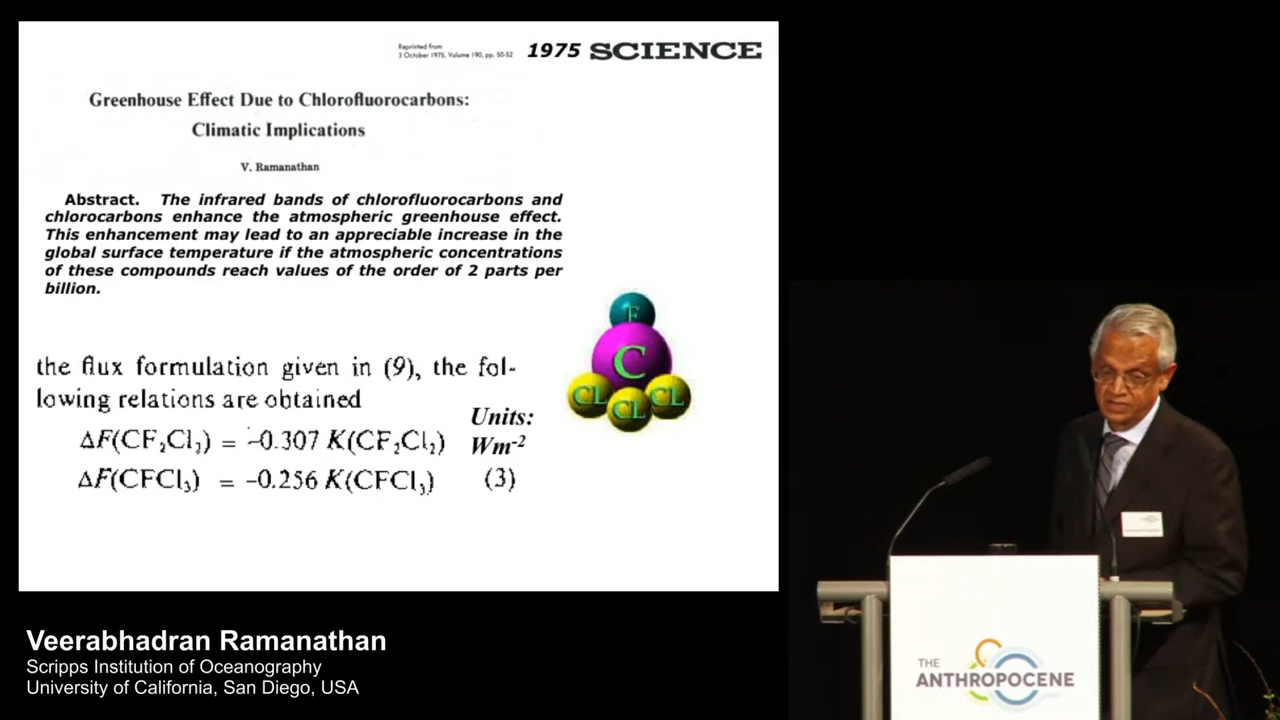 Reprinted from
3 October 1975, Volume 190, pp. 50-52
1975 SCIENCE
Greenhouse Effect Due to Chlorofluorocarbons:
Climatic Implications
V. Ramanathan
Abstract. The infrared bands of chlorofluorocarbons and
chlorocarbons enhance the atmospheric greenhouse effect.
This enhancement may lead to an appreciable increase in the
global surface temperature if the atmospheric concentrations
of these compounds reach values of the order of 2 parts per
billion.
F
C
CL CL CL
the flux formulation given in (9), the fol-
lowing relations are obtained
Units:
ΔF(CF₂Cl₂) = -0.307 K(CF₂Cl₂) Wm⁻²
ΔF(CFCl₃) = -0.256 K(CFCl₃) (3)
THE
ANTHROPOCENE
Veerabhadran Ramanathan
Scripps Institution of Oceanography
University of California, San Diego, USA